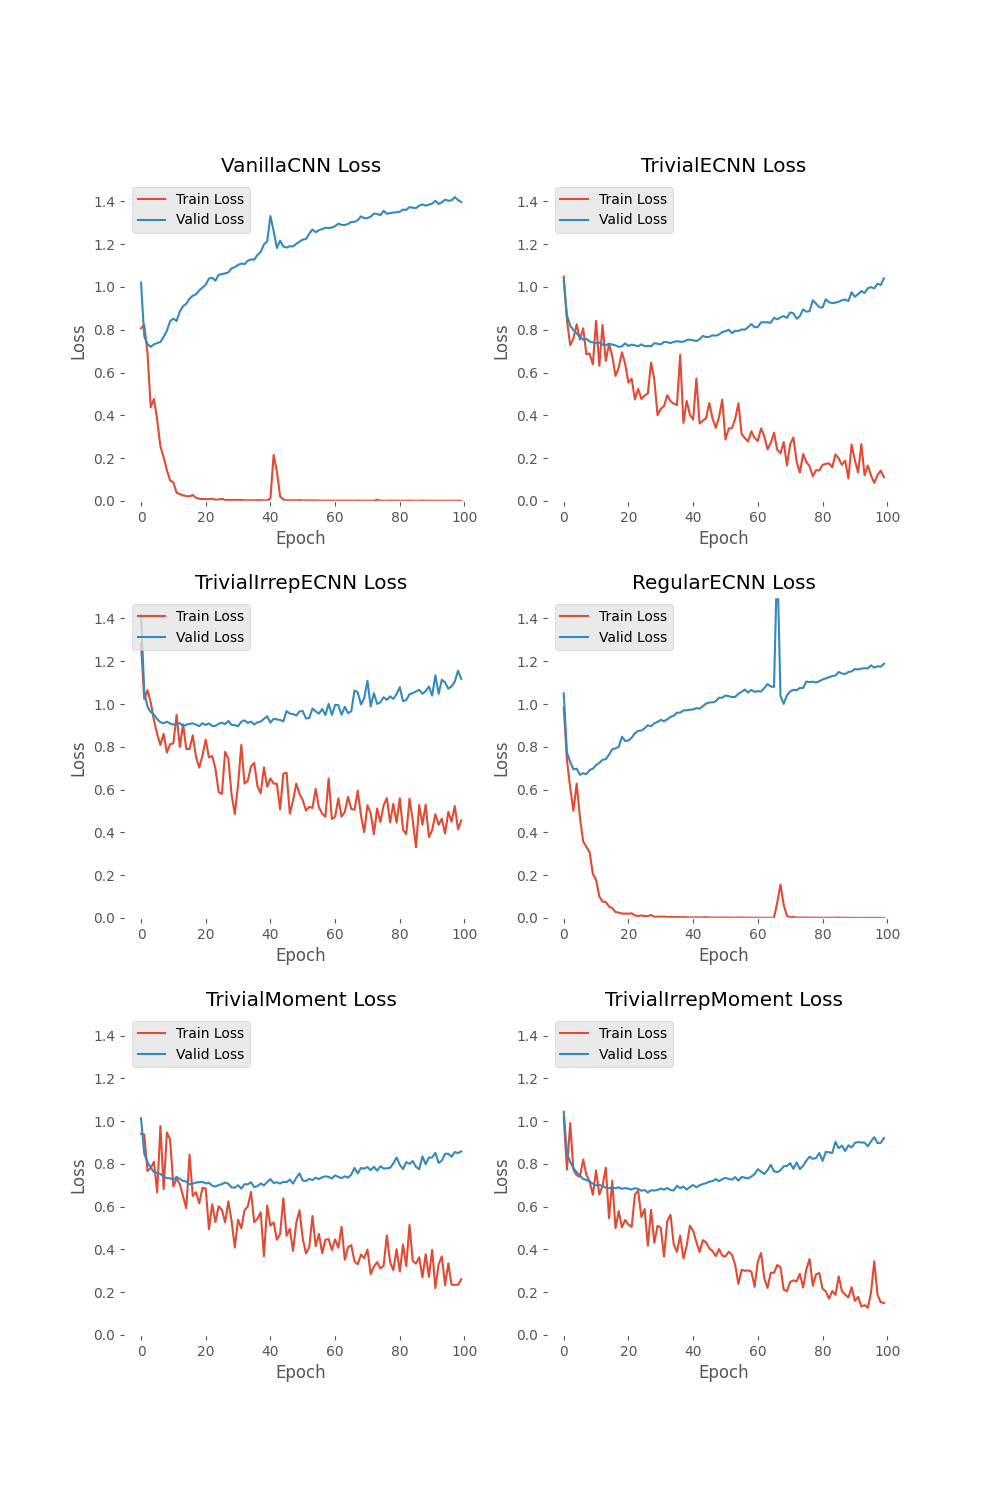 VanillaCNN Loss
TrivialECNN Loss
Train Loss
Valid Loss
Train Loss
Valid Loss
Loss
1.4
1.2
1.0
0.8
0.6
0.4
0.2
0.0
Loss
1.4
1.2
1.0
0.8
0.6
0.4
0.2
0.0
0 20 40 60 80 100
0 20 40 60 80 100
Epoch
Epoch
TrivialIrrepECNN Loss
RegularECNN Loss
Train Loss
Valid Loss
Train Loss
Valid Loss
Loss
1.4
1.2
1.0
0.8
0.6
0.4
0.2
0.0
Loss
1.4
1.2
1.0
0.8
0.6
0.4
0.2
0.0
0 20 40 60 80 100
0 20 40 60 80 100
Epoch
Epoch
TrivialMoment Loss
TrivialIrrepMoment Loss
Train Loss
Valid Loss
Train Loss
Valid Loss
Loss
1.4
1.2
1.0
0.8
0.6
0.4
0.2
0.0
Loss
1.4
1.2
1.0
0.8
0.6
0.4
0.2
0.0
0 20 40 60 80 100
0 20 40 60 80 100
Epoch
Epoch